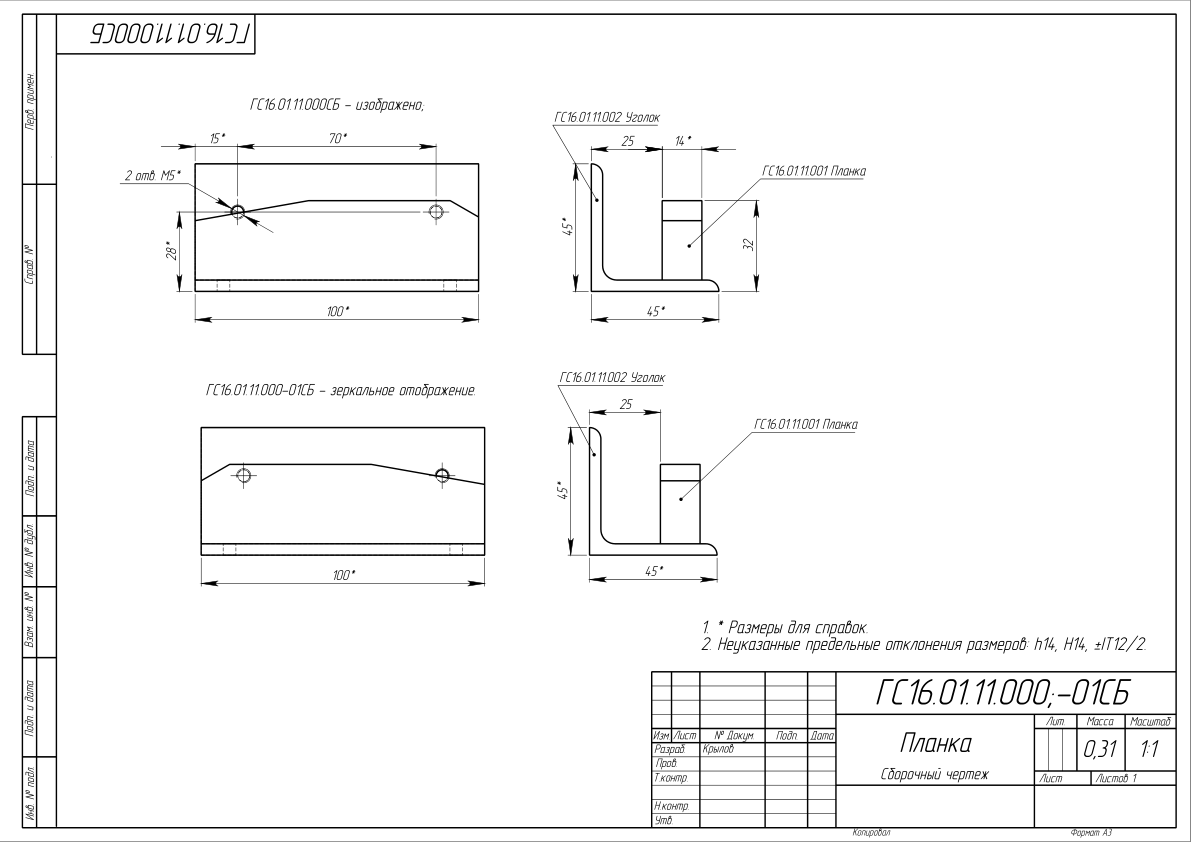 ГС16.01.11.000СБ
Перв. примен.
Справ. №
Подп. и дата
Инв. № дубл.
Взам. инв. №
Подп. и дата
Инв. № подл.
ГС16.01.11.000СБ – изображено;
15*
70*
2 отв. М5*
28*
100*
ГС16.01.11.002 Уголок
25
14*
ГС16.01.11.001 Планка
45*
32
45*
ГС16.01.11.000-01СБ – зеркальное отображение.
100*
ГС16.01.11.002 Уголок
25
ГС16.01.11.001 Планка
45*
45*
1. * Размеры для справок.
2. Неуказанные предельные отклонения размеров: h14, H14, ±IT12/2.
ГС16.01.11.000;-01СБ
Изм. Лист № Докум. Подп. Дата
Разраб. Крылов
Пров.
Т.контр.
Н.контр.
Утв.
Планка
Сборочный чертеж
Лит. Масса Масштаб
0,31 1:1
Лист Листов 1
Копировал Формат А3